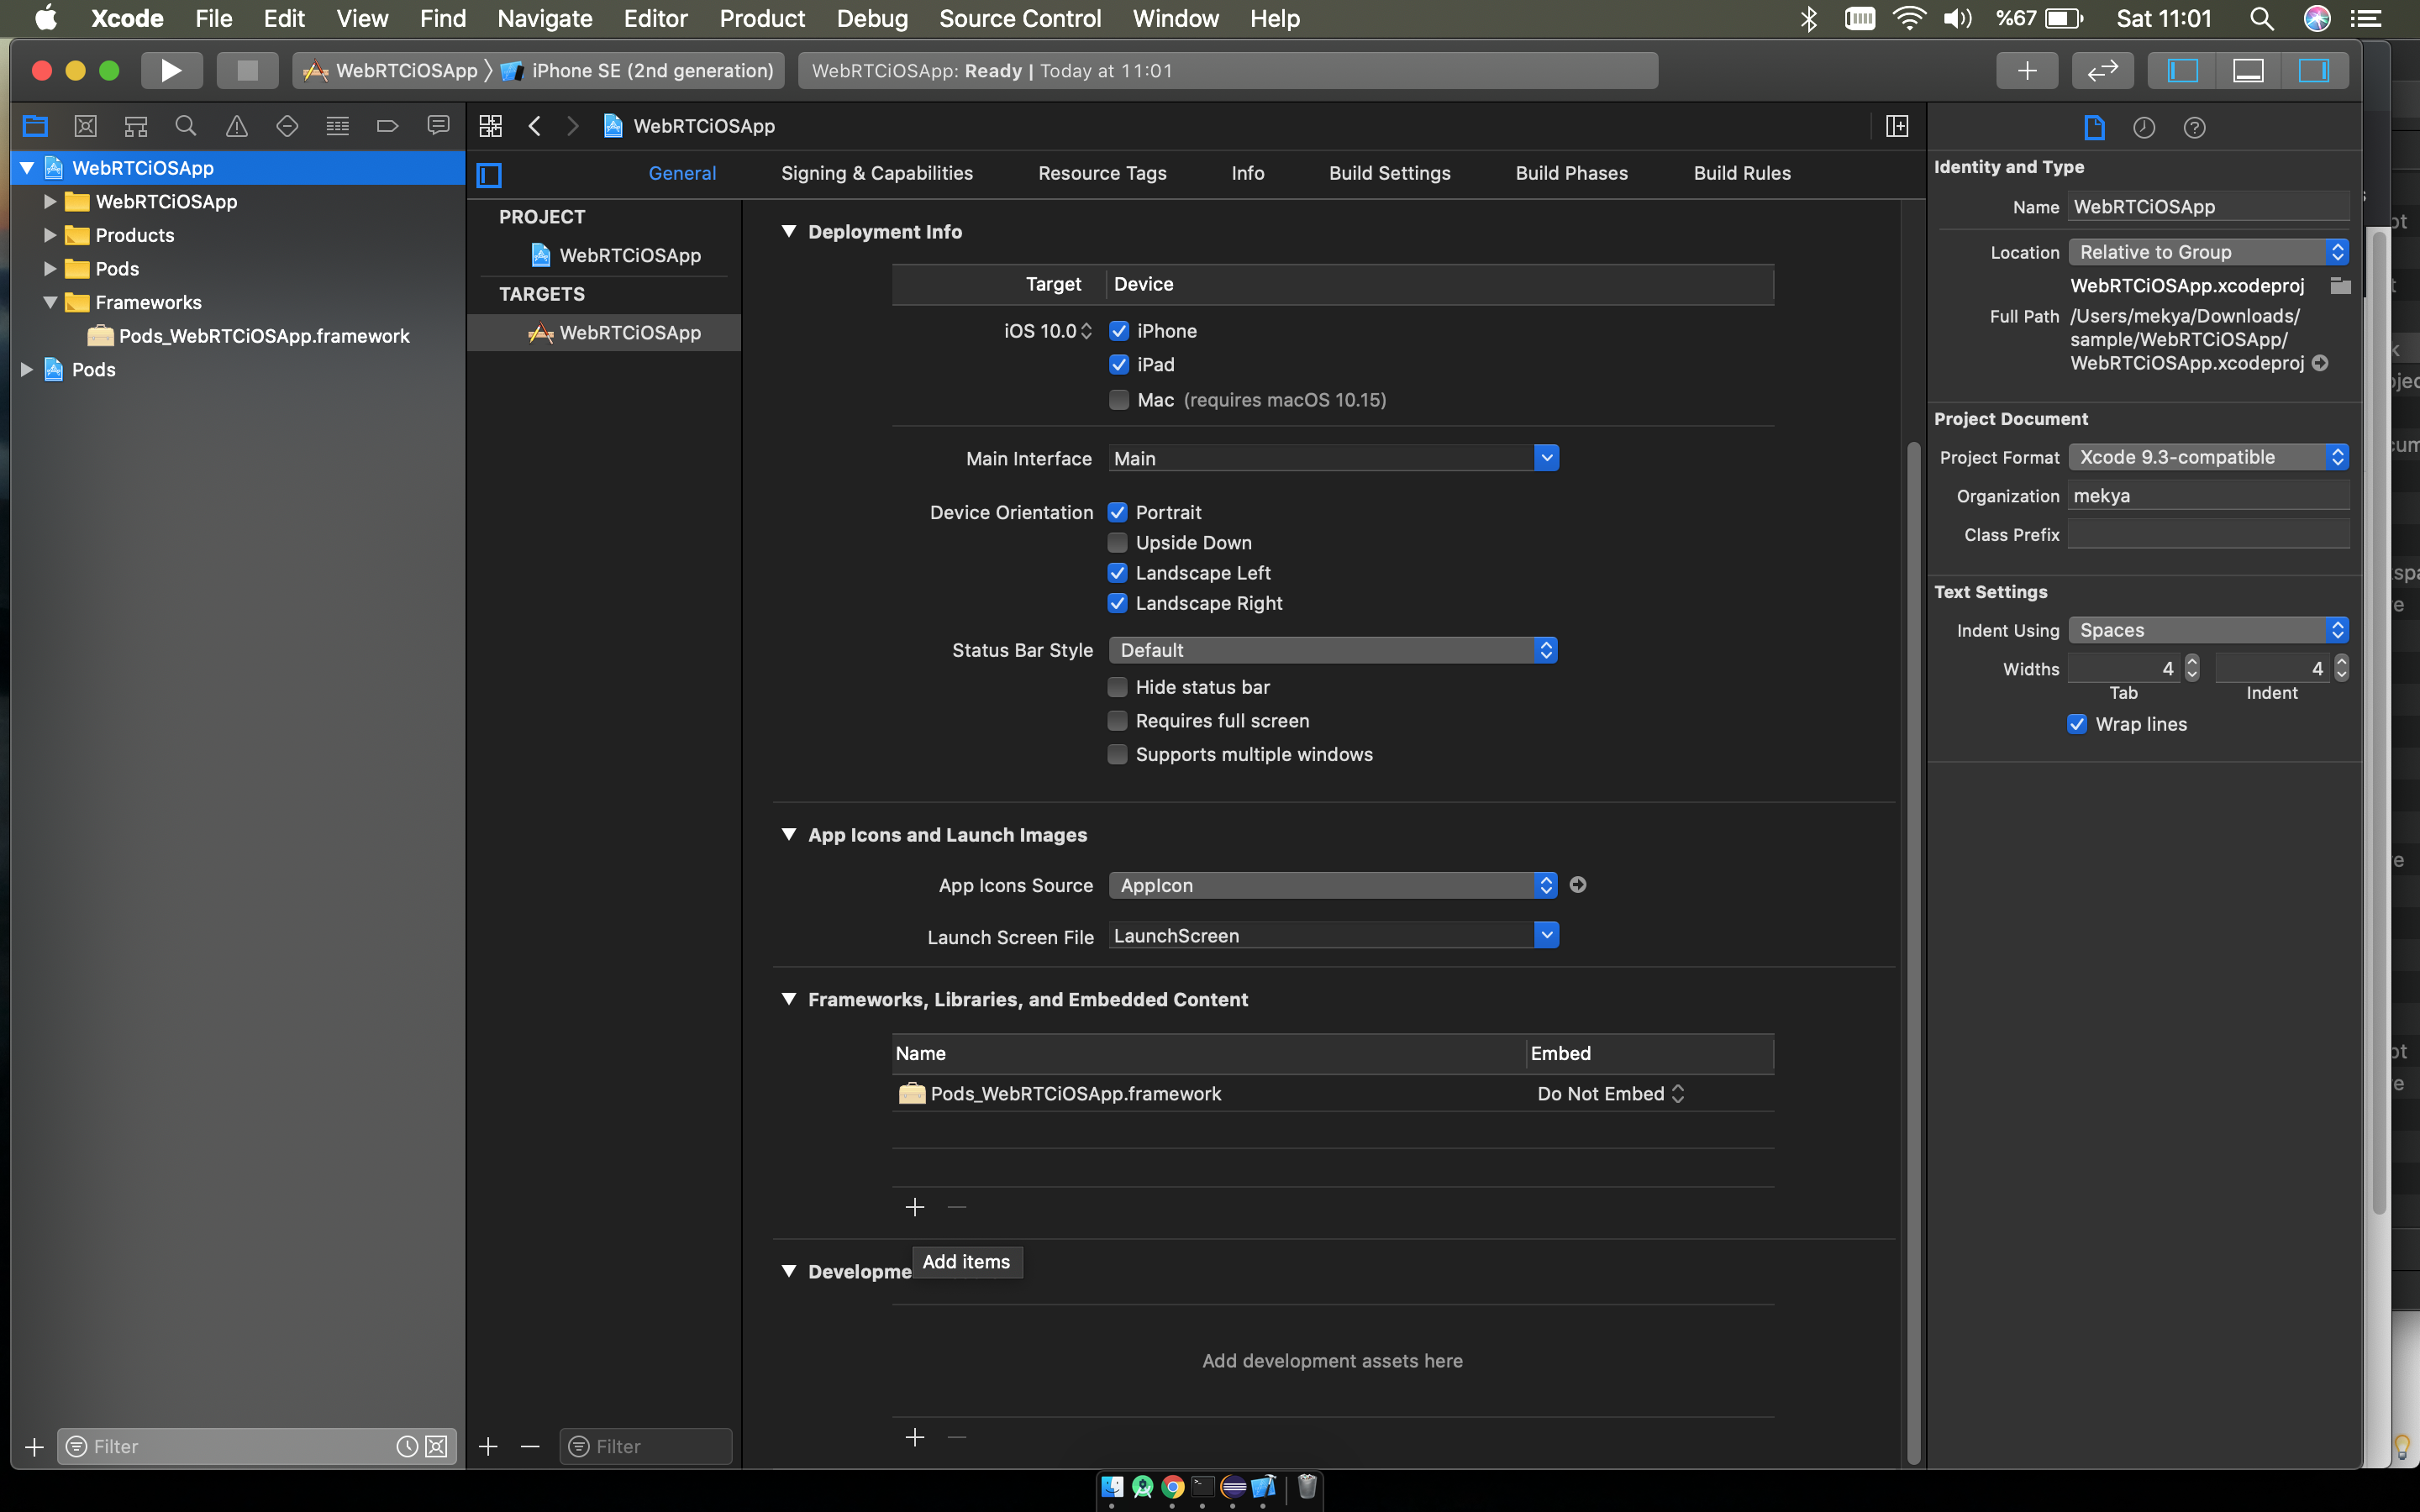 Xcode File Edit View Find Navigate Editor Product Debug Source Control Window Help %67 Sat 11:01
WebRTCiOSApp iPhone SE (2nd generation) WebRTCiOSApp: Ready | Today at 11:01
WebRTCiOSApp
WebRTCiOSApp
WebRTCiOSApp
Products
Pods
Frameworks
Pods_WebRTCiOSApp.framework
Pods
Filter
General Signing & Capabilities Resource Tags Info Build Settings Build Phases Build Rules
PROJECT
WebRTCiOSApp
TARGETS
WebRTCiOSApp
Filter
Deployment Info
Target Device
iOS 10.0 iPhone
iPad
Mac (requires macOS 10.15)
Main Interface Main
Device Orientation Portrait
Upside Down
Landscape Left
Landscape Right
Status Bar Style Default
Hide status bar
Requires full screen
Supports multiple windows
App Icons and Launch Images
App Icons Source AppIcon
Launch Screen File LaunchScreen
Frameworks, Libraries, and Embedded Content
Name Embed
Pods_WebRTCiOSApp.framework Do Not Embed
Add items
Developme
Add development assets here
Identity and Type
Name WebRTCiOSApp
Location Relative to Group
WebRTCiOSApp.xcodeproj
Full Path /Users/mekya/Downloads/
sample/WebRTCiOSApp/
WebRTCiOSApp.xcodeproj
Project Document
Project Format Xcode 9.3-compatible
Organization mekya
Class Prefix
Text Settings
Indent Using Spaces
Widths 4 4
Tab Indent
Wrap lines